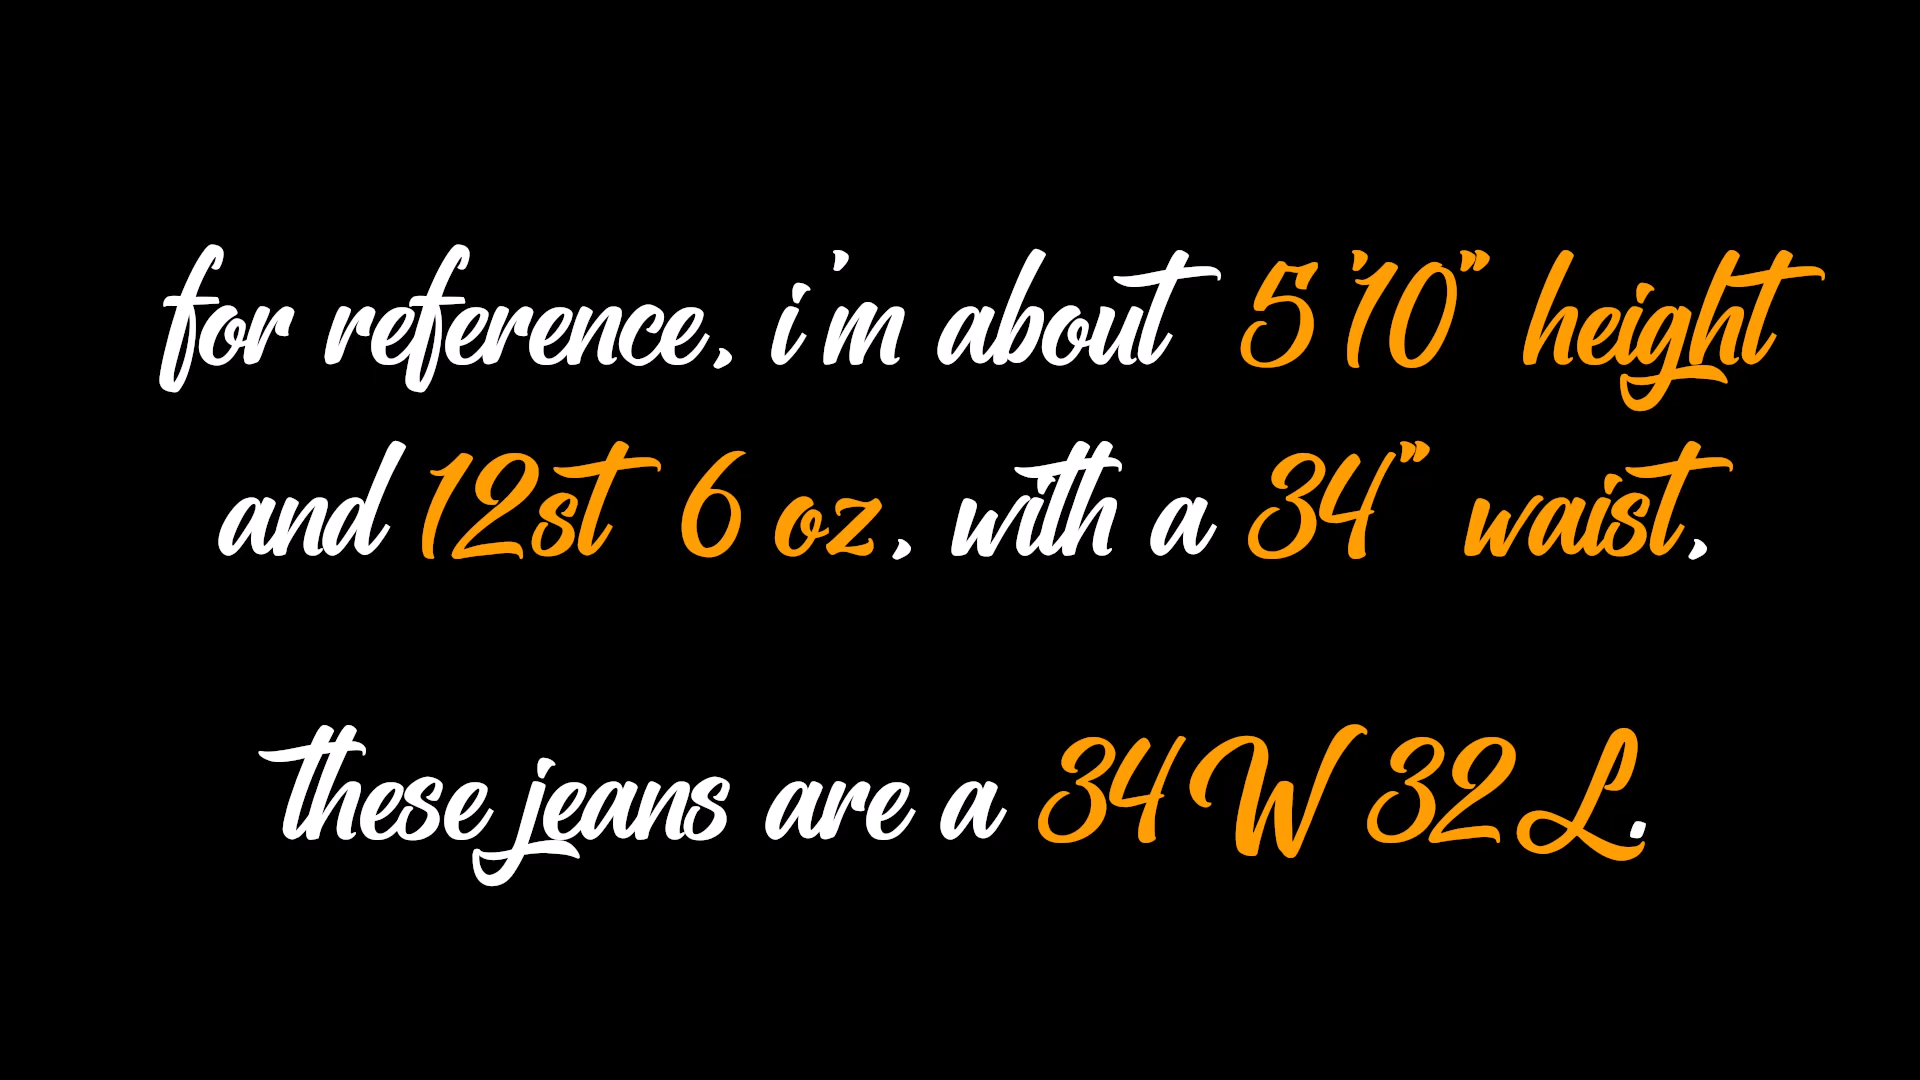 for reference, i'm about 5'10" height
and 12st 6 oz, with a 34" waist,
these jeans are a 34W 32L.